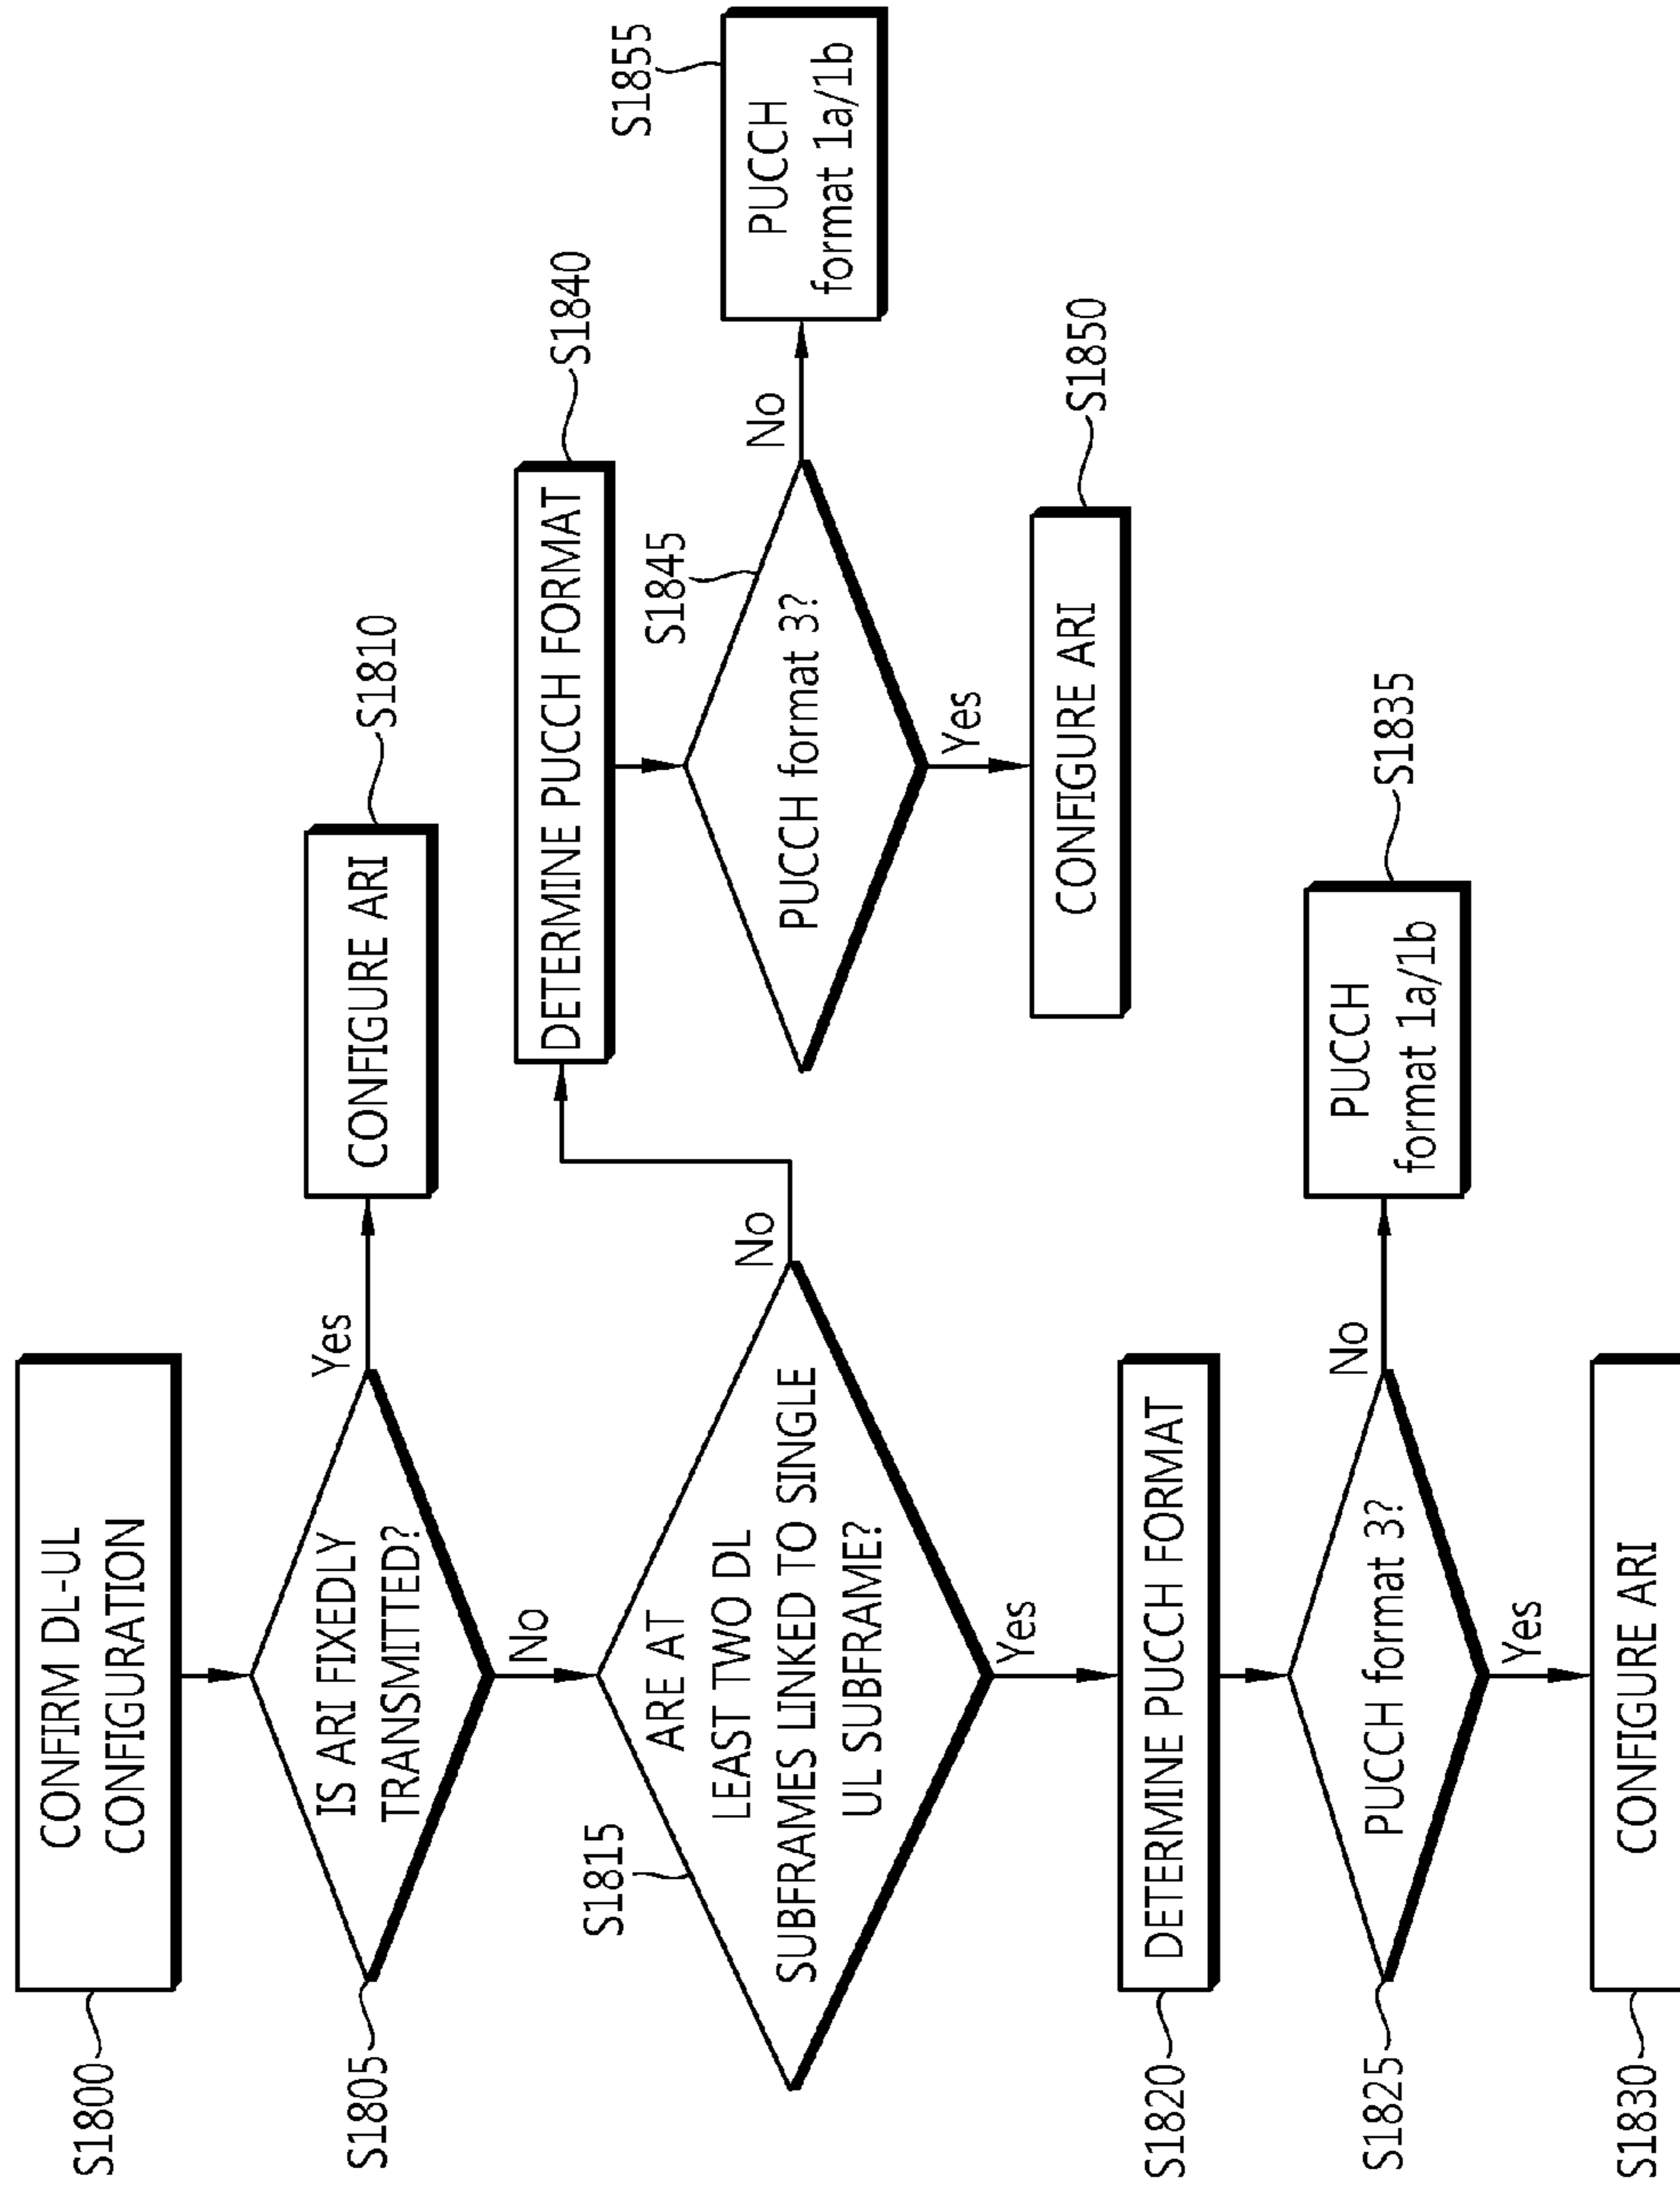 S1800
CONFIRM DL-UL
CONFIGURATION
S1805
IS ARI FIXEDLY
TRANSMITTED?
Yes
CONFIGURE ARI
S1810
No
S1815
ARE AT
LEAST TWO DL
SUBFRAMES LINKED TO SINGLE
UL SUBFRAME?
No
DETERMINE PUCCH FORMAT
S1840
S1845
PUCCH format 3?
No
PUCCH
format 1a/1b
S1855
Yes
CONFIGURE ARI
S1850
Yes
S1820
DETERMINE PUCCH FORMAT
S1825
PUCCH format 3?
No
PUCCH
format 1a/1b
S1835
Yes
S1830
CONFIGURE ARI